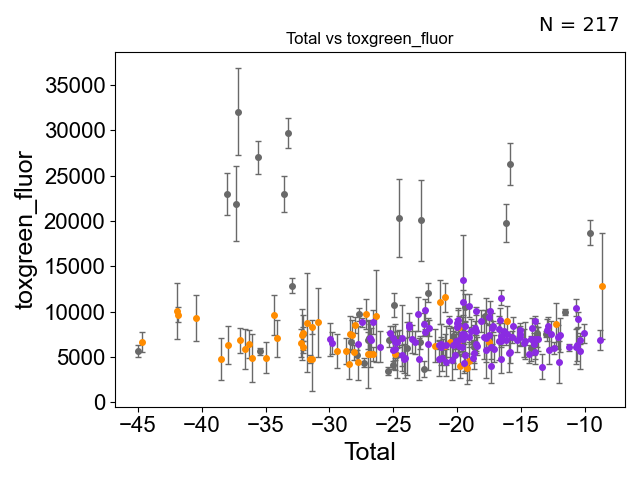 N = 217
Total vs toxgreen_fluor
toxgreen_fluor
35000
30000
25000
20000
15000
10000
5000
0
−45 −40 −35 −30 −25 −20 −15 −10
Total